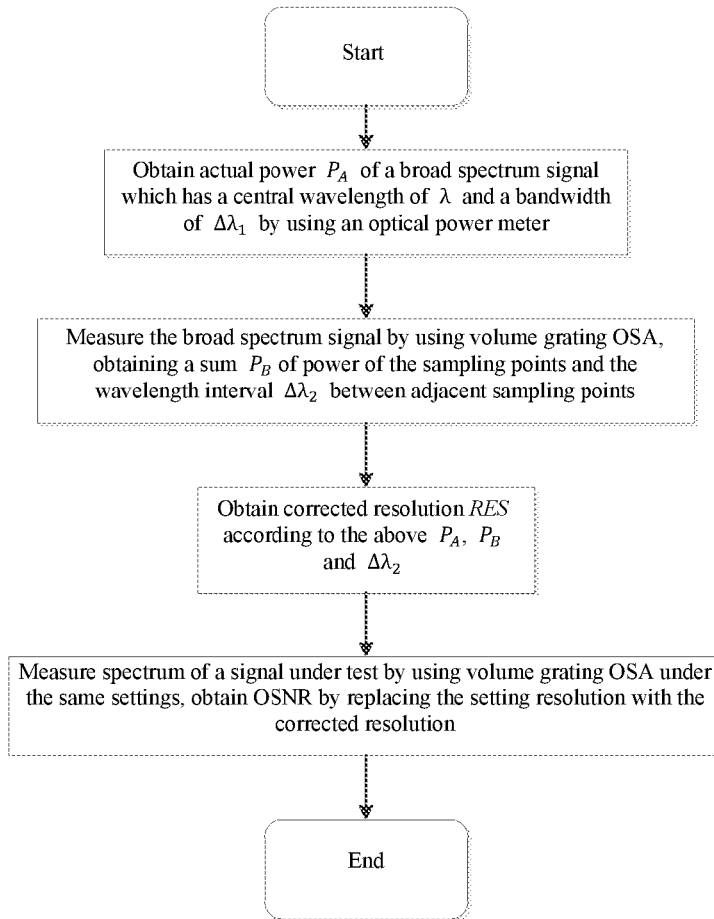 Start
Obtain actual power P_A of a broad spectrum signal
which has a central wavelength of λ and a bandwidth
of Δλ₁ by using an optical power meter
Measure the broad spectrum signal by using volume grating OSA,
obtaining a sum P_B of power of the sampling points and the
wavelength interval Δλ₂ between adjacent sampling points
Obtain corrected resolution RES
according to the above P_A, P_B
and Δλ₂
Measure spectrum of a signal under test by using volume grating OSA under
the same settings, obtain OSNR by replacing the setting resolution with the
corrected resolution
End